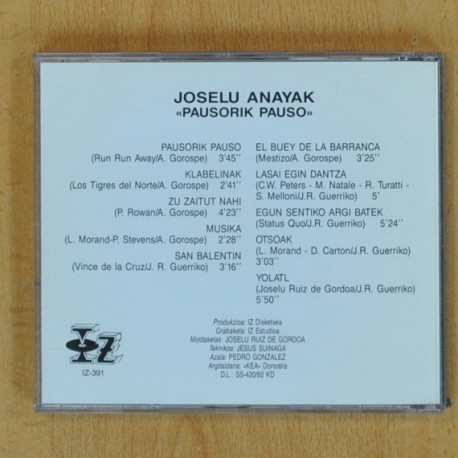 JOSELU ANAYAK
«PAUSORIK PAUSO»
PAUSORIK PAUSO
(Run Run Away/A. Gorospe) 3'45''
KLABELINAK
(Los Tigres del Norte/A. Gorospe) 2'41''
ZU ZAITUT NAHI
(P. Rowan/A. Gorospe) 4'23''
MUSIKA
(L. Morand-P. Stevens/A. Gorospe) 2'28''
SAN BALENTIN
(Vince de la Cruz/J. R. Guerriko) 3'16''
EL BUEY DE LA BARRANCA
(Mestizo/A. Gorospe) 3'25''
LASAI EGIN DANTZA
(C.W. Peters - M. Natale - R. Turatti -
S. Melloni/J.R. Guerriko) 5'
EGUN SENTIKO ARGI BATEK
(Status Quo/J.R. Guerriko) 5'24''
OTSOAK
(L. Morand - D. Carton/J.R. Guerriko)
3'03''
YOLATL
(Joselu Ruiz de Gordoa/J.R. Guerriko)
5'50''
Produkzioa: IZ Disketxea
Grabaketa: IZ Estudioa
Moldaketak: JOSELU RUIZ DE GORDOA
Teknikoa: JESUS SUINAGA
Azala: PEDRO GONZALEZ
Argitaldaria: «KEA» Donostia
D.L.: SS-420/92 KD
IZ
IZ-391